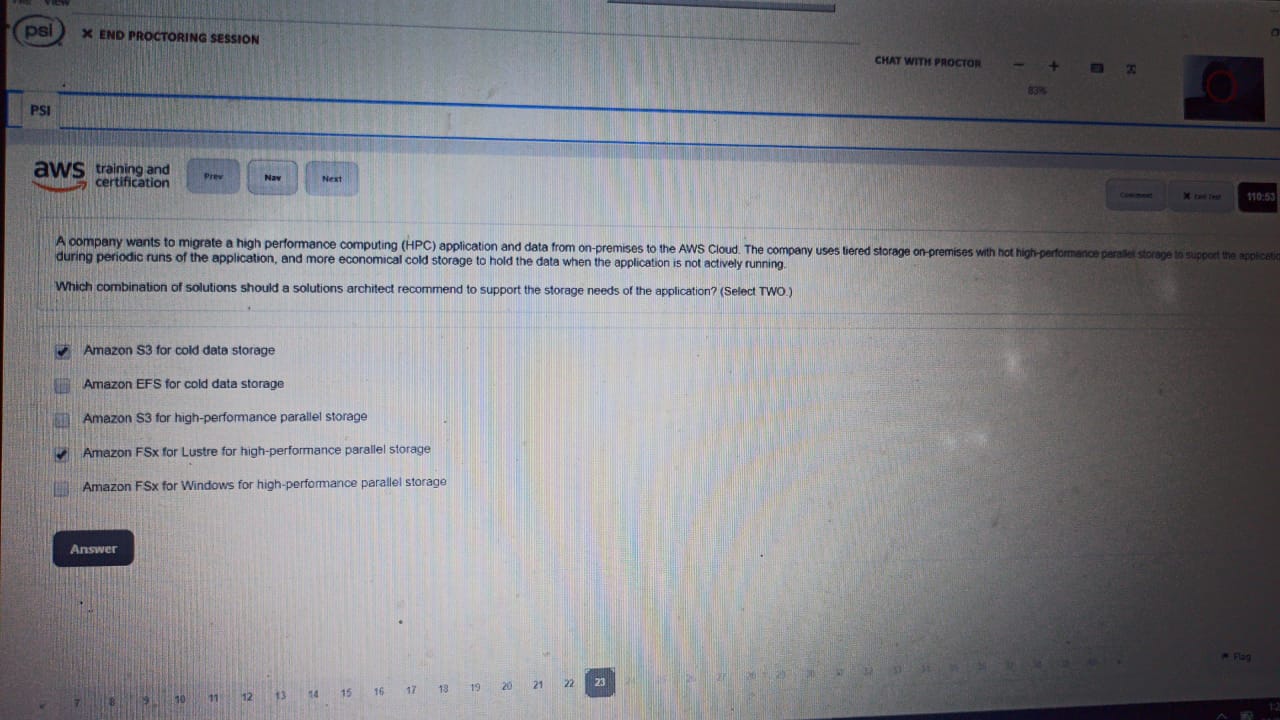 View
psi
× END PROCTORING SESSION
CHAT WITH PROCTOR
− +
83%
PSI
aws training and
certification
Prev
Nav
Next
Comment
110:53
A company wants to migrate a high performance computing (HPC) application and data from on-premises to the AWS Cloud. The company uses tiered storage on-premises with hot high-performance parallel storage to support the applicatio
during periodic runs of the application, and more economical cold storage to hold the data when the application is not actively running.
Which combination of solutions should a solutions architect recommend to support the storage needs of the application? (Select TWO.)
Amazon S3 for cold data storage
Amazon EFS for cold data storage
Amazon S3 for high-performance parallel storage
Amazon FSx for Lustre for high-performance parallel storage
Amazon FSx for Windows for high-performance parallel storage
Answer
Flag
7 8 9 10 11 12 13 14 15 16 17 18 19 20 21 22 23